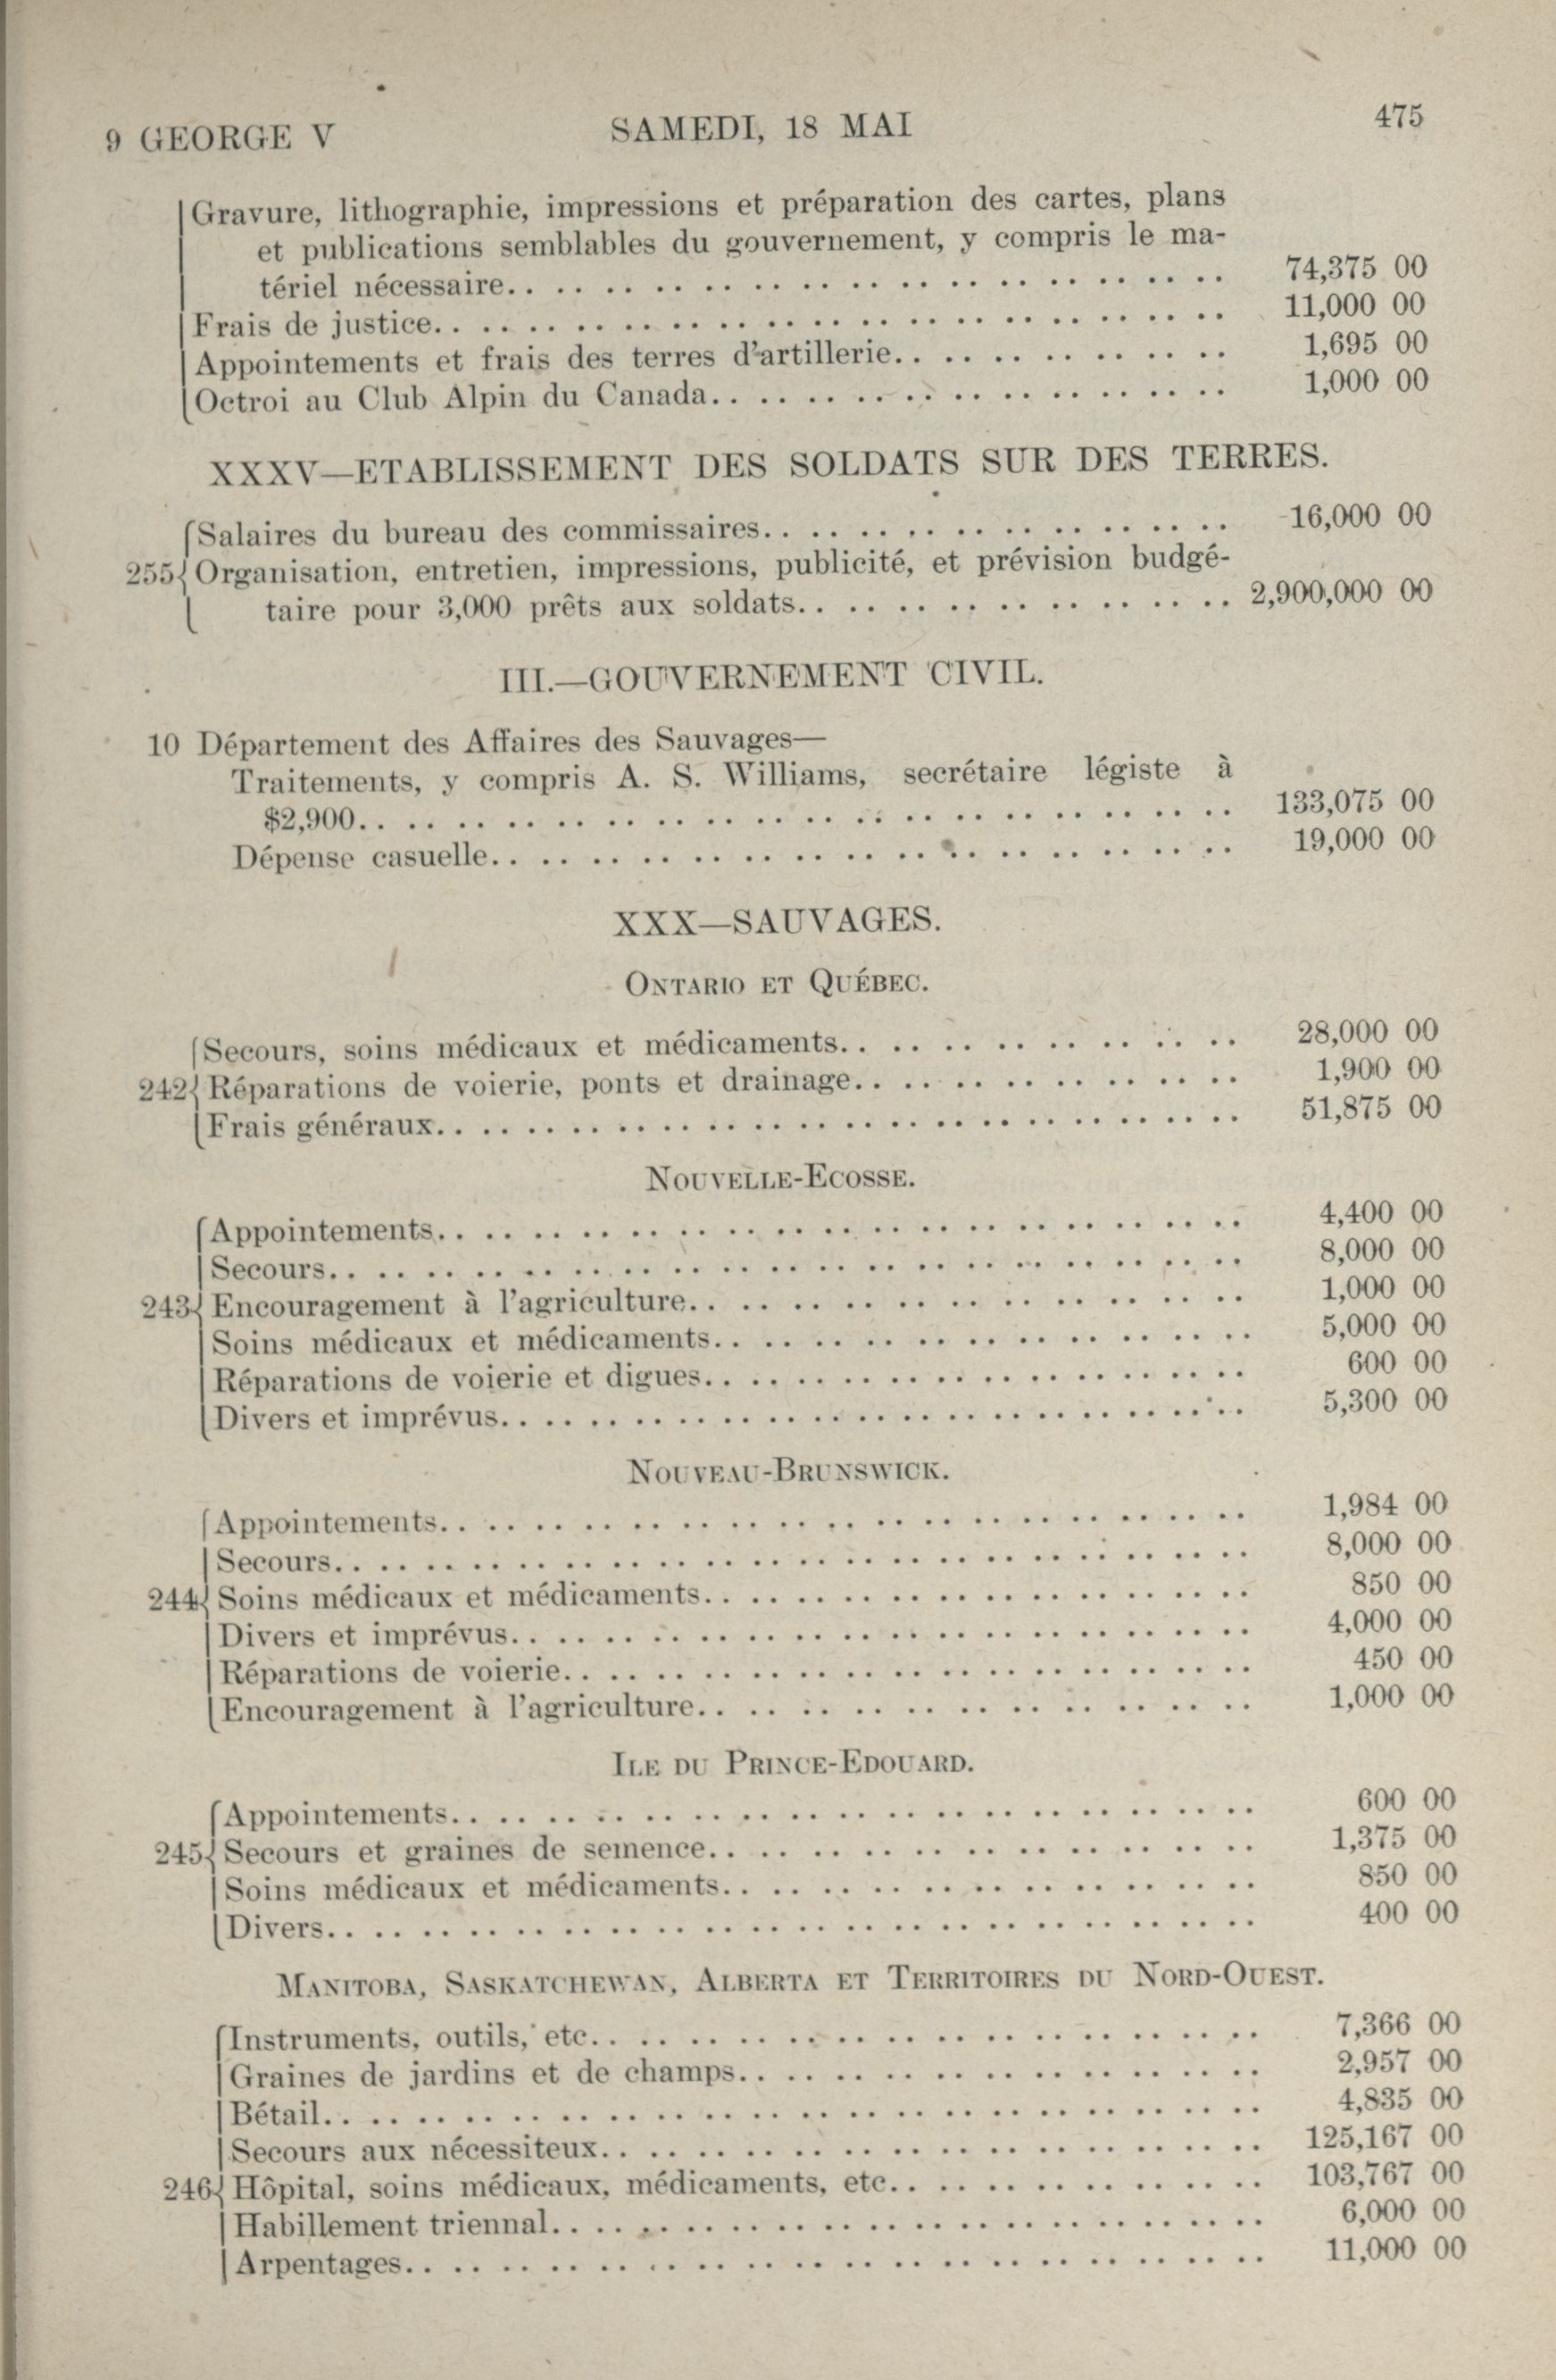 9 GEORGE V SAMEDI, 18 MAI 475
Gravure, lithographie, impressions et préparation des cartes, plans
et publications semblables du gouvernement, y compris le ma-
tériel nécessaire.. .. .. .. .. .. .. .. .. .. .. .. .. .. .. 74,375 00
Frais de justice.. .. .. .. .. .. .. .. .. .. .. .. .. .. .. .. .. 11,000 00
Appointements et frais des terres d'artillerie.. .. .. .. .. .. .. 1,695 00
Octroi au Club Alpin du Canada.. .. .. .. .. .. .. .. .. .. .. 1,000 00
XXXV—ETABLISSEMENT DES SOLDATS SUR DES TERRES.
Salaires du bureau des commissaires.. .. .. .. .. .. .. .. .. .. 16,000 00
255 Organisation, entretien, impressions, publicité, et prévision budgé-
taire pour 3,000 prêts aux soldats.. .. .. .. .. .. .. .. .. 2,900,000 00
III.—GOUVERNEMENT CIVIL.
10 Département des Affaires des Sauvages—
Traitements, y compris A. S. Williams, secrétaire légiste à
$2,900.. .. .. .. .. .. .. .. .. .. .. .. .. .. .. .. .. .. 133,075 00
Dépense casuelle.. .. .. .. .. .. .. .. .. .. .. .. .. .. .. 19,000 00
XXX—SAUVAGES.
ONTARIO ET QUÉBEC.
Secours, soins médicaux et médicaments.. .. .. .. .. .. .. .. 28,000 00
242 Réparations de voierie, ponts et drainage.. .. .. .. .. .. .. .. 1,900 00
Frais généraux.. .. .. .. .. .. .. .. .. .. .. .. .. .. .. .. .. 51,875 00
NOUVELLE-ECOSSE.
Appointements.. .. .. .. .. .. .. .. .. .. .. .. .. .. .. .. .. 4,400 00
Secours.. .. .. .. .. .. .. .. .. .. .. .. .. .. .. .. .. .. .. 8,000 00
243 Encouragement à l'agriculture.. .. .. .. .. .. .. .. .. .. .. 1,000 00
Soins médicaux et médicaments.. .. .. .. .. .. .. .. .. .. .. 5,000 00
Réparations de voierie et digues.. .. .. .. .. .. .. .. .. .. .. 600 00
Divers et imprévus.. .. .. .. .. .. .. .. .. .. .. .. .. .. .. .. 5,300 00
NOUVEAU-BRUNSWICK.
Appointements.. .. .. .. .. .. .. .. .. .. .. .. .. .. .. .. .. 1,984 00
Secours.. .. .. .. .. .. .. .. .. .. .. .. .. .. .. .. .. .. .. 8,000 00
244 Soins médicaux et médicaments.. .. .. .. .. .. .. .. .. .. .. 850 00
Divers et imprévus.. .. .. .. .. .. .. .. .. .. .. .. .. .. .. .. 4,000 00
Réparations de voierie.. .. .. .. .. .. .. .. .. .. .. .. .. .. 450 00
Encouragement à l'agriculture.. .. .. .. .. .. .. .. .. .. .. 1,000 00
ILE DU PRINCE-EDOUARD.
Appointements.. .. .. .. .. .. .. .. .. .. .. .. .. .. .. .. .. 600 00
245 Secours et graines de semence.. .. .. .. .. .. .. .. .. .. .. 1,375 00
Soins médicaux et médicaments.. .. .. .. .. .. .. .. .. .. .. 850 00
Divers.. .. .. .. .. .. .. .. .. .. .. .. .. .. .. .. .. .. .. .. 400 00
MANITOBA, SASKATCHEWAN, ALBERTA ET TERRITOIRES DU NORD-OUEST.
Instruments, outils, etc.. .. .. .. .. .. .. .. .. .. .. .. .. .. 7,366 00
Graines de jardins et de champs.. .. .. .. .. .. .. .. .. .. .. 2,957 00
Bétail.. .. .. .. .. .. .. .. .. .. .. .. .. .. .. .. .. .. .. .. 4,835 00
Secours aux nécessiteux.. .. .. .. .. .. .. .. .. .. .. .. .. .. 125,167 00
246 Hôpital, soins médicaux, médicaments, etc.. .. .. .. .. .. .. .. 103,767 00
Habillement triennal.. .. .. .. .. .. .. .. .. .. .. .. .. .. .. 6,000 00
Arpentages.. .. .. .. .. .. .. .. .. .. .. .. .. .. .. .. .. .. 11,000 00